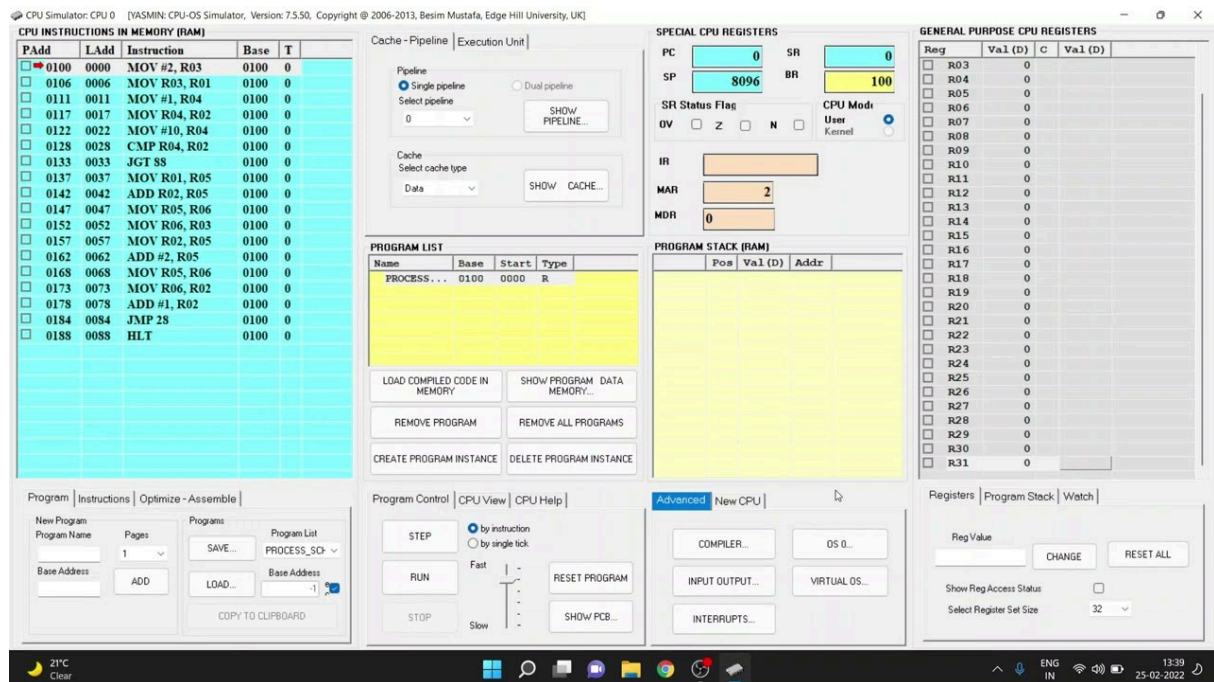 CPU Simulator: CPU 0 [YASMIN: CPU-OS Simulator, Version: 7.5.50, Copyright @ 2006-2013, Besim Mustafa, Edge Hill University, UK]
CPU INSTRUCTIONS IN MEMORY (RAM)
PAdd LAdd Instruction Base T
0100 0000 MOV #2, R03 0100 0
0106 0006 MOV R03, R01 0100 0
0111 0011 MOV #1, R04 0100 0
0117 0017 MOV R04, R02 0100 0
0122 0022 MOV #10, R04 0100 0
0128 0028 CMP R04, R02 0100 0
0133 0033 JGT 88 0100 0
0137 0037 MOV R01, R05 0100 0
0142 0042 ADD R02, R05 0100 0
0147 0047 MOV R05, R06 0100 0
0152 0052 MOV R06, R03 0100 0
0157 0057 MOV R02, R05 0100 0
0162 0062 ADD #2, R05 0100 0
0168 0068 MOV R05, R06 0100 0
0173 0073 MOV R06, R02 0100 0
0178 0078 ADD #1, R02 0100 0
0184 0084 JMP 28 0100 0
0188 0088 HLT 0100 0
Cache - Pipeline Execution Unit
Pipeline
Single pipeline Dual pipeline
Select pipeline
0
SHOW PIPELINE...
Cache
Select cache type
Data
SHOW CACHE...
SPECIAL CPU REGISTERS
PC 0 SR 0
SP 8096 BR 100
SR Status Flag CPU Mode
OV Z N User
Kernel
IR
MAR 2
MDR 0
GENERAL PURPOSE CPU REGISTERS
Reg Val (D) C Val (D)
R03 0
R04 0
R05 0
R06 0
R07 0
R08 0
R09 0
R10 0
R11 0
R12 0
R13 0
R14 0
R15 0
R16 0
R17 0
R18 0
R19 0
R20 0
R21 0
R22 0
R23 0
R24 0
R25 0
R26 0
R27 0
R28 0
R29 0
R30 0
R31 0
PROGRAM LIST
Name Base Start Type
PROCESS... 0100 0000 R
PROGRAM STACK (RAM)
Pos Val (D) Addr
LOAD COMPILED CODE IN MEMORY
SHOW PROGRAM DATA MEMORY...
REMOVE PROGRAM
REMOVE ALL PROGRAMS
CREATE PROGRAM INSTANCE
DELETE PROGRAM INSTANCE
Program Instructions Optimize - Assemble
New Program
Program Name Pages
1
Base Address
ADD
Programs
SAVE...
Program List
PROCESS_SCH
LOAD...
Base Address
-1
COPY TO CLIPBOARD
Program Control CPU View CPU Help
STEP
by instruction
by single tick
RUN
Fast
Slow
RESET PROGRAM
STOP
SHOW PCB...
Advanced New CPU
COMPILER...
OS 0...
INPUT OUTPUT...
VIRTUAL OS...
INTERRUPTS...
Registers Program Stack Watch
Reg Value
CHANGE
RESET ALL
Show Reg Access Status
Select Register Set Size 32
21°C
Clear
ENG
IN
13:39
25-02-2022